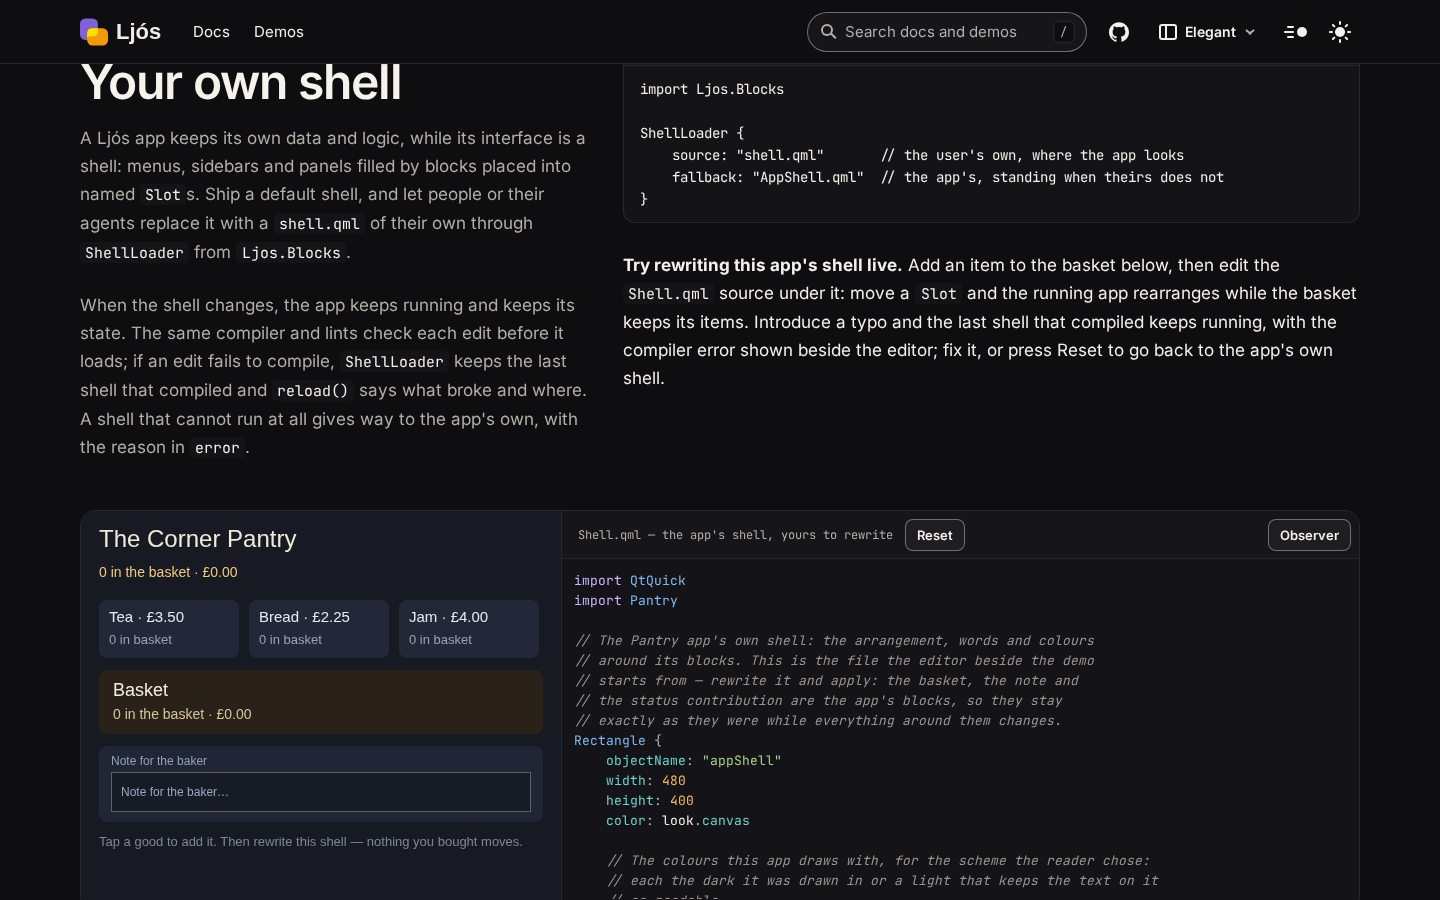 Ljós
Docs
Demos
Search docs and demos
/
Elegant
Your own shell
A Ljós app keeps its own data and logic, while its interface is a
shell: menus, sidebars and panels filled by blocks placed into
named Slot s. Ship a default shell, and let people or their
agents replace it with a shell.qml of their own through
ShellLoader from Ljos.Blocks .
When the shell changes, the app keeps running and keeps its
state. The same compiler and lints check each edit before it
loads; if an edit fails to compile, ShellLoader keeps the last
shell that compiled and reload() says what broke and where.
A shell that cannot run at all gives way to the app's own, with
the reason in error .
import Ljos.Blocks
ShellLoader {
    source: "shell.qml"       // the user's own, where the app looks
    fallback: "AppShell.qml"  // the app's, standing when theirs does not
}
Try rewriting this app's shell live. Add an item to the basket below, then edit the
Shell.qml source under it: move a Slot and the running app rearranges while the basket
keeps its items. Introduce a typo and the last shell that compiled keeps running, with the
compiler error shown beside the editor; fix it, or press Reset to go back to the app's own
shell.
The Corner Pantry
0 in the basket · £0.00
Tea · £3.50
0 in basket
Bread · £2.25
0 in basket
Jam · £4.00
0 in basket
Basket
0 in the basket · £0.00
Note for the baker
Note for the baker…
Tap a good to add it. Then rewrite this shell — nothing you bought moves.
Shell.qml — the app's shell, yours to rewrite
Reset
Observer
import QtQuick
import Pantry
// The Pantry app's own shell: the arrangement, words and colours
// around its blocks. This is the file the editor beside the demo
// starts from — rewrite it and apply: the basket, the note and
// the status contribution are the app's blocks, so they stay
// exactly as they were while everything around them changes.
Rectangle {
    objectName: "appShell"
    width: 480
    height: 400
    color: look.canvas
    // The colours this app draws with, for the scheme the reader chose:
    // each the dark it was drawn in or a light that keeps the text on it